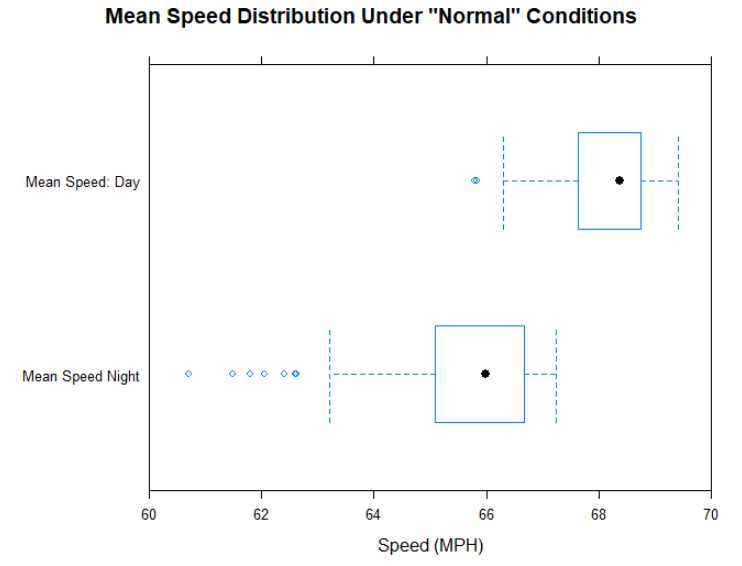 Mean Speed Distribution Under "Normal" Conditions
Mean Speed: Day
Mean Speed Night
60 62 64 66 68 70
Speed (MPH)